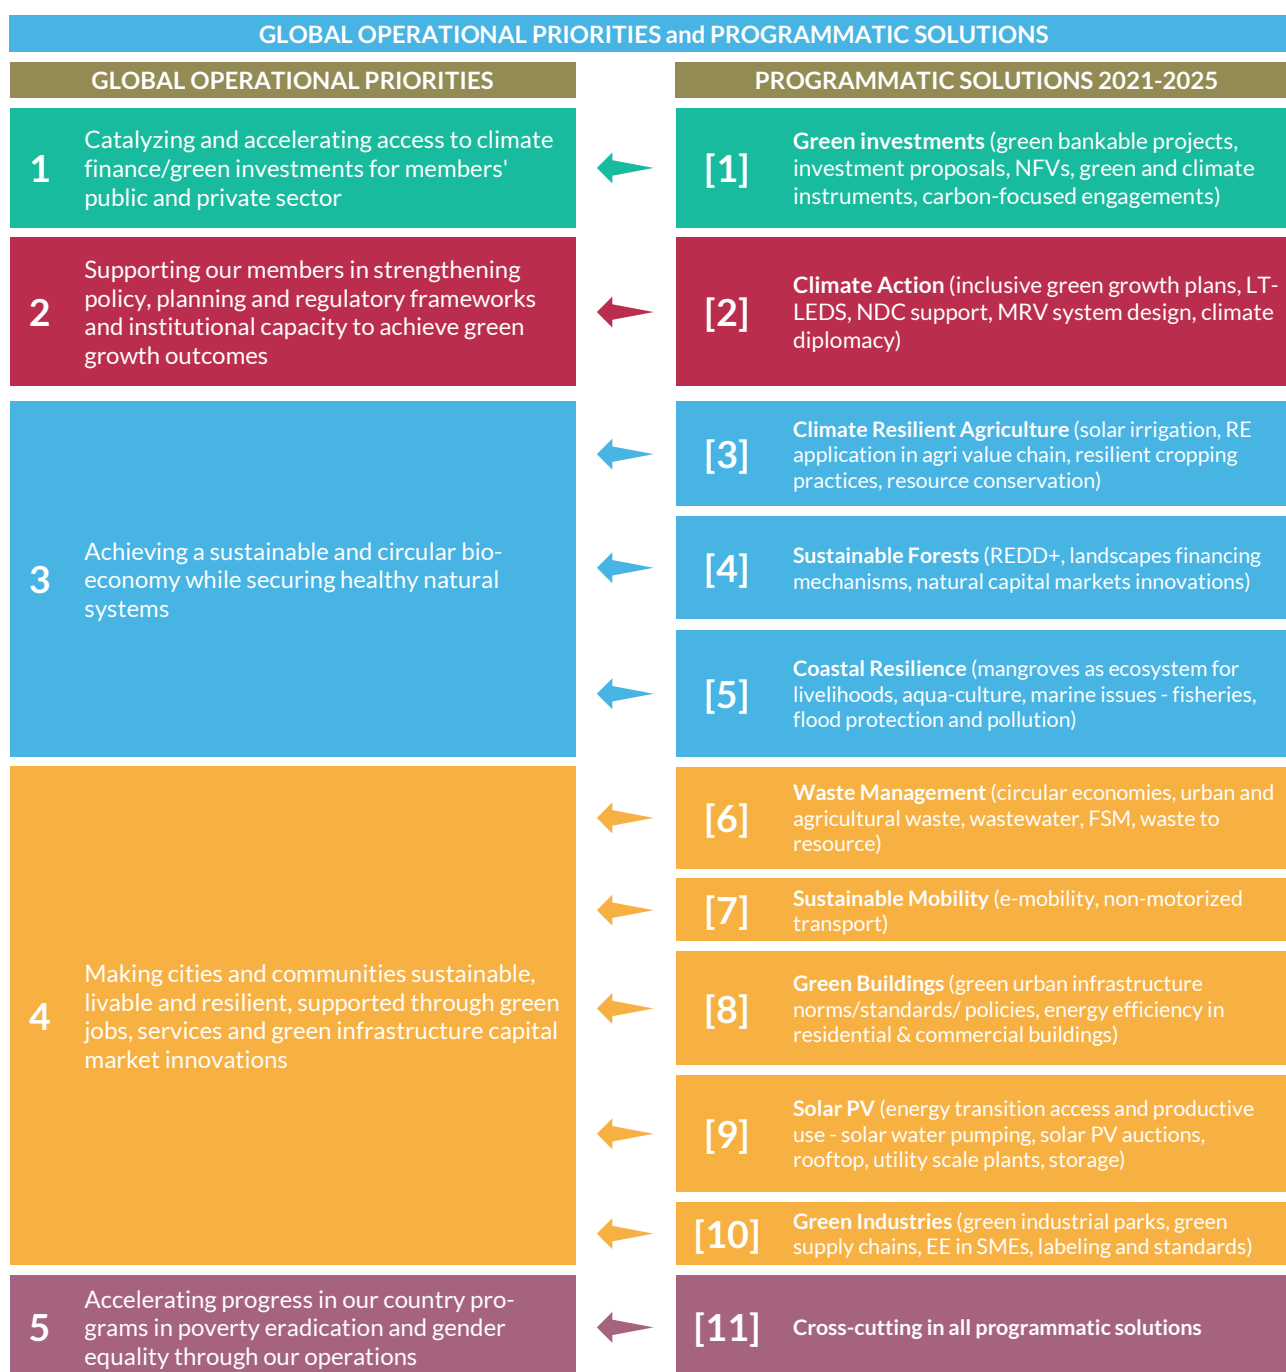 GLOBAL OPERATIONAL PRIORITIES and PROGRAMMATIC SOLUTIONS
GLOBAL OPERATIONAL PRIORITIES
PROGRAMMATIC SOLUTIONS 2021-2025
1
Catalyzing and accelerating access to climate
finance/green investments for members'
public and private sector
[1]
Green investments (green bankable projects,
investment proposals, NFVs, green and climate
instruments, carbon-focused engagements)
2
Supporting our members in strengthening
policy, planning and regulatory frameworks
and institutional capacity to achieve green
growth outcomes
[2]
Climate Action (inclusive green growth plans, LT-
LEDS, NDC support, MRV system design, climate
diplomacy)
3
Achieving a sustainable and circular bio-
economy while securing healthy natural
systems
[3]
Climate Resilient Agriculture (solar irrigation, RE
application in agri value chain, resilient cropping
practices, resource conservation)
[4]
Sustainable Forests (REDD+, landscapes financing
mechanisms, natural capital markets innovations)
[5]
Coastal Resilience (mangroves as ecosystem for
livelihoods, aqua-culture, marine issues - fisheries,
flood protection and pollution)
4
Making cities and communities sustainable,
livable and resilient, supported through green
jobs, services and green infrastructure capital
market innovations
[6]
Waste Management (circular economies, urban and
agricultural waste, wastewater, FSM, waste to
resource)
[7]
Sustainable Mobility (e-mobility, non-motorized
transport)
[8]
Green Buildings (green urban infrastructure
norms/standards/ policies, energy efficiency in
residential & commercial buildings)
[9]
Solar PV (energy transition access and productive
use - solar water pumping, solar PV auctions,
rooftop, utility scale plants, storage)
[10]
Green Industries (green industrial parks, green
supply chains, EE in SMEs, labeling and standards)
5
Accelerating progress in our country pro-
grams in poverty eradication and gender
equality through our operations
[11]
Cross-cutting in all programmatic solutions